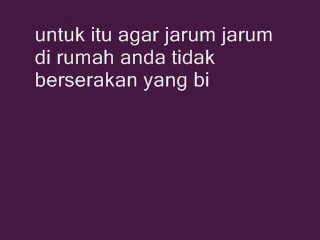 untuk itu agar jarum jarum
di rumah anda tidak
berserakan yang bi